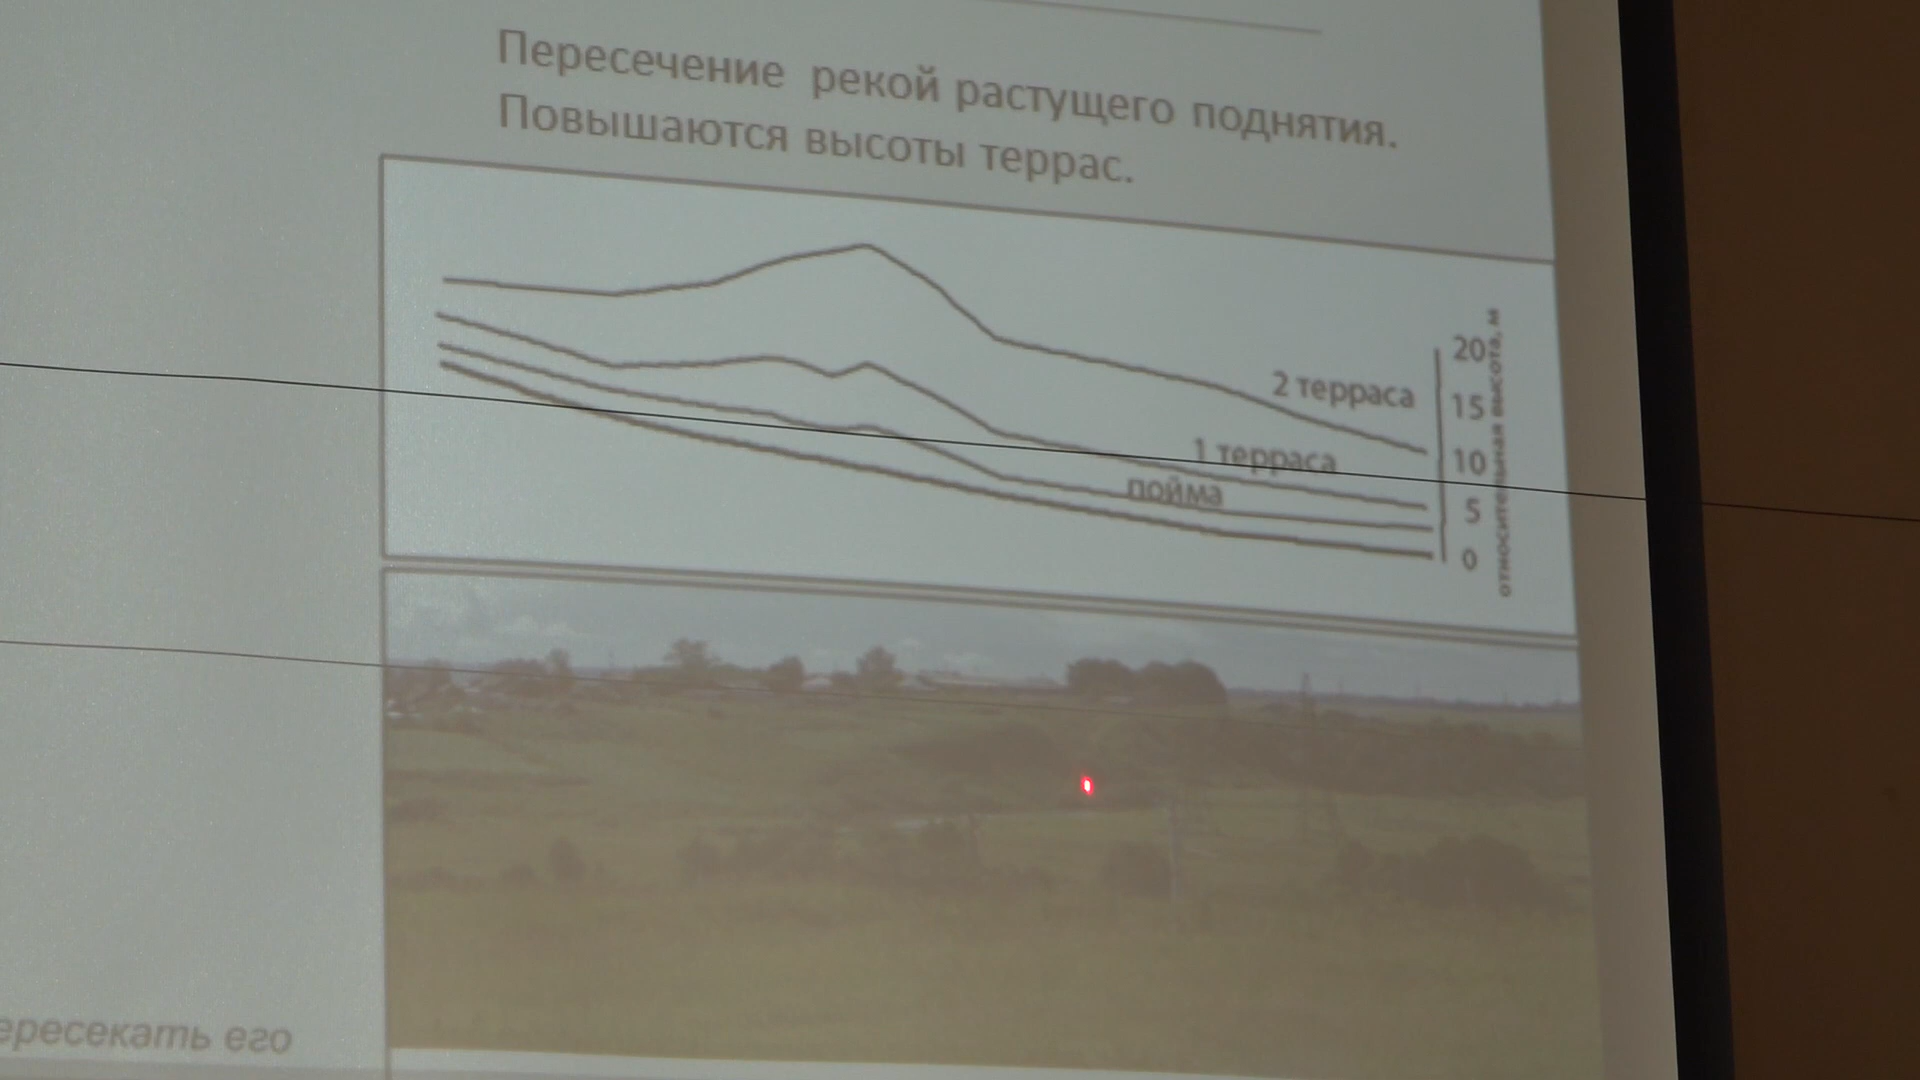 Пересечение рекой растущего поднятия.
Повышаются высоты террас.
2 терраса
1 терраса
пойма
20
15
10
5
0
относительная высота, м
ересекать его